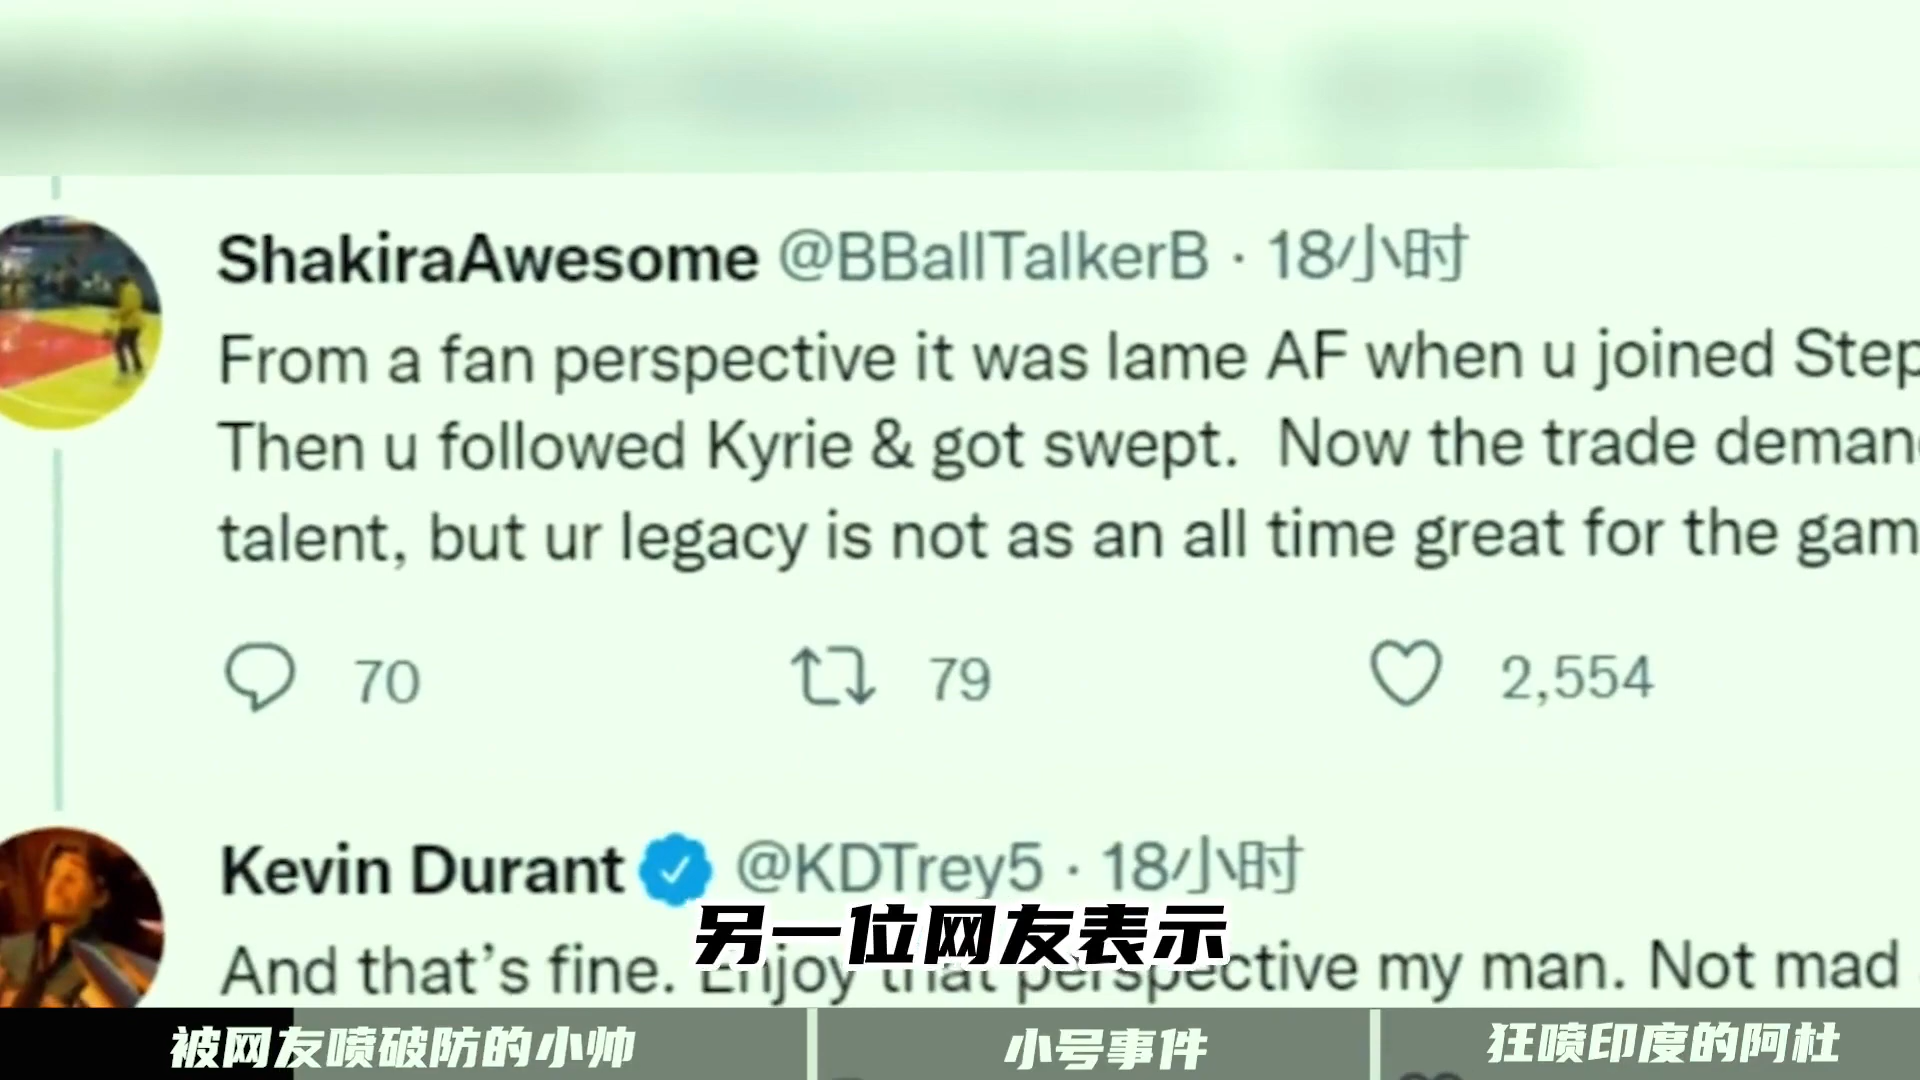 ShakiraAwesome @BBallTalkerB · 18小时
From a fan perspective it was lame AF when u joined Step
Then u followed Kyrie & got swept. Now the trade deman
talent, but ur legacy is not as an all time great for the gam
70 79 2,554
Kevin Durant @KDTrey5 · 18小时
另一位网友表示
And that's fine. Enjoy that perspective my man. Not mad
被网友喷破防的小帅 小号事件 狂喷印度的阿杜